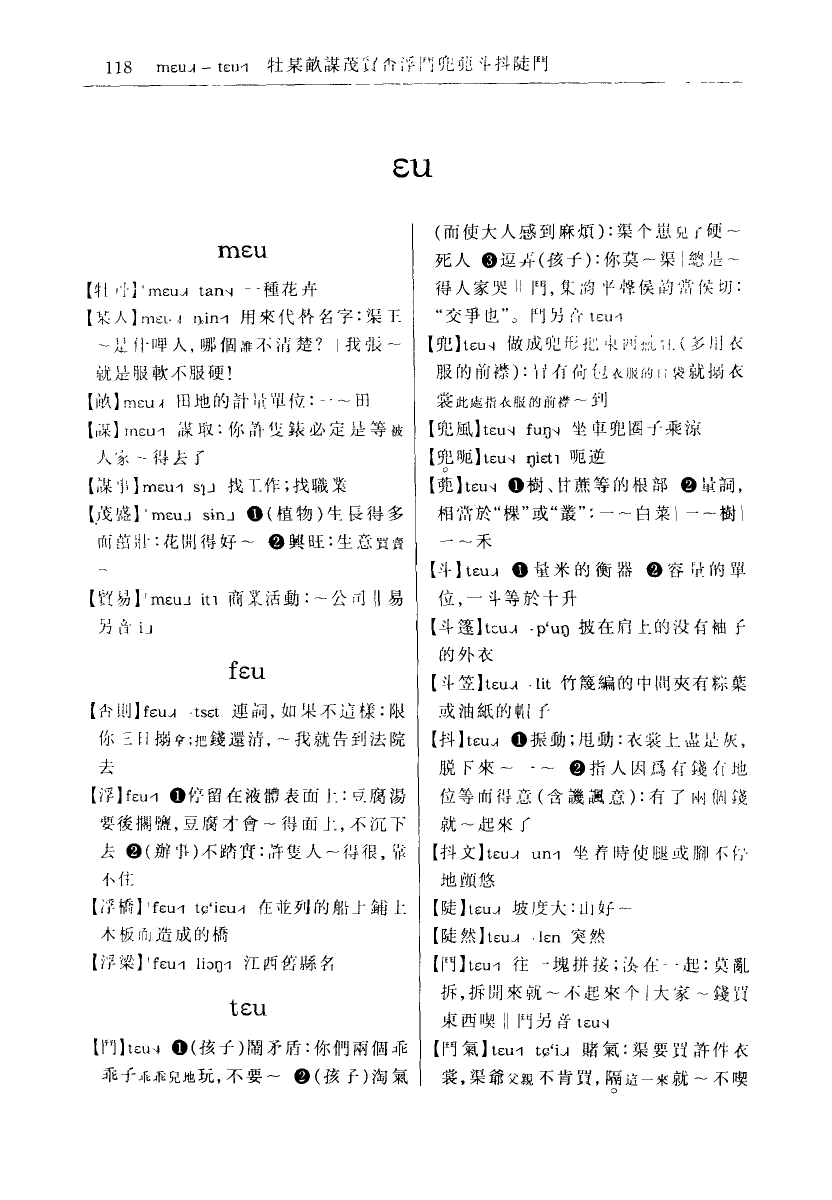 118 mɛu˩ – tɛu˧ 牡某畝謀茂貿否浮鬥兜蔸斗抖陡鬥
ɛu
mɛu
【牡丹】ˈmɛu tan 一種花卉
【某人】mɛu ȵin 用來代替名字:渠王
～是什哩人,哪個誰不清楚?｜我張～
就是服軟不服硬!
【畝】mɛu 田地的計量單位:一～田
【謀】mɛu 謀取:你許隻錶必定是等被
人家～得去了
【謀事】mɛu sɿ 找工作;找職業
【茂盛】ˈmɛu sin ❶(植物)生長得多
而茁壯:花開得好～ ❷興旺:生意買賣
～
【貿易】ˈmɛu it 商業活動:～公司‖易
另音 i
fɛu
【否則】fɛu ·tsɛt 連詞,如果不這樣:限
你三日搦拿;把錢還清,～我就告到法院
去
【浮】fɛu ❶停留在液體表面上:豆腐湯
要後擱鹽,豆腐才會～得面上,不沉下
去 ❷(辦事)不踏實:許隻人～得很,靠
不住
【浮橋】ˈfɛu tɕʻiɛu 在並列的船上鋪上
木板而造成的橋
【浮梁】ˈfɛu liɔŋ 江西舊縣名
tɛu
【鬥】tɛu ❶(孩子)鬧矛盾:你們兩個乖
乖子乖乖兒地玩,不要～ ❷(孩子)淘氣
(而使大人感到麻煩):渠个崽兒子硬～
死人 ❸逗弄(孩子):你莫～渠｜總是～
得人家哭‖鬥,集韵平聲侯韵當侯切:
“交爭也”。鬥另音 tɛu
【兜】tɛu 做成兜形把東西盛住(多用衣
服的前襟):冇有荷包衣服的口袋就搦衣
裳此處指衣服的前襟～到
【兜風】tɛu fuŋ 坐車兜圈子乘涼
【兜呃】tɛu ŋiɛt 呃逆
【蔸】tɛu ❶樹、甘蔗等的根部 ❷量詞,
相當於“棵”或“叢”:一～白菜｜一～樹｜
一～禾
【斗】tɛu ❶量米的衡器 ❷容量的單
位,一斗等於十升
【斗篷】tɛu ·pʻuŋ 披在肩上的没有袖子
的外衣
【斗笠】tɛu ·lit 竹篾編的中間夾有粽葉
或油紙的帽子
【抖】tɛu ❶振動;甩動:衣裳上盡是灰,
脱下來～一～ ❷指人因爲有錢有地
位等而得意(含譏諷意):有了兩個錢
就～起來了
【抖文】tɛu un 坐着時使腿或腳不停
地顫悠
【陡】tɛu 坡度大:山好～
【陡然】tɛu ·lɛn 突然
【鬥】tɛu 往一塊拼接;湊在一起:莫亂
拆,拆開來就～不起來个｜大家～錢買
東西喫‖鬥另音 tɛu
【鬥氣】tɛu tɕʻi 賭氣:渠要買許件衣
裳,渠爺父親不肯買,隔這一來就～不喫